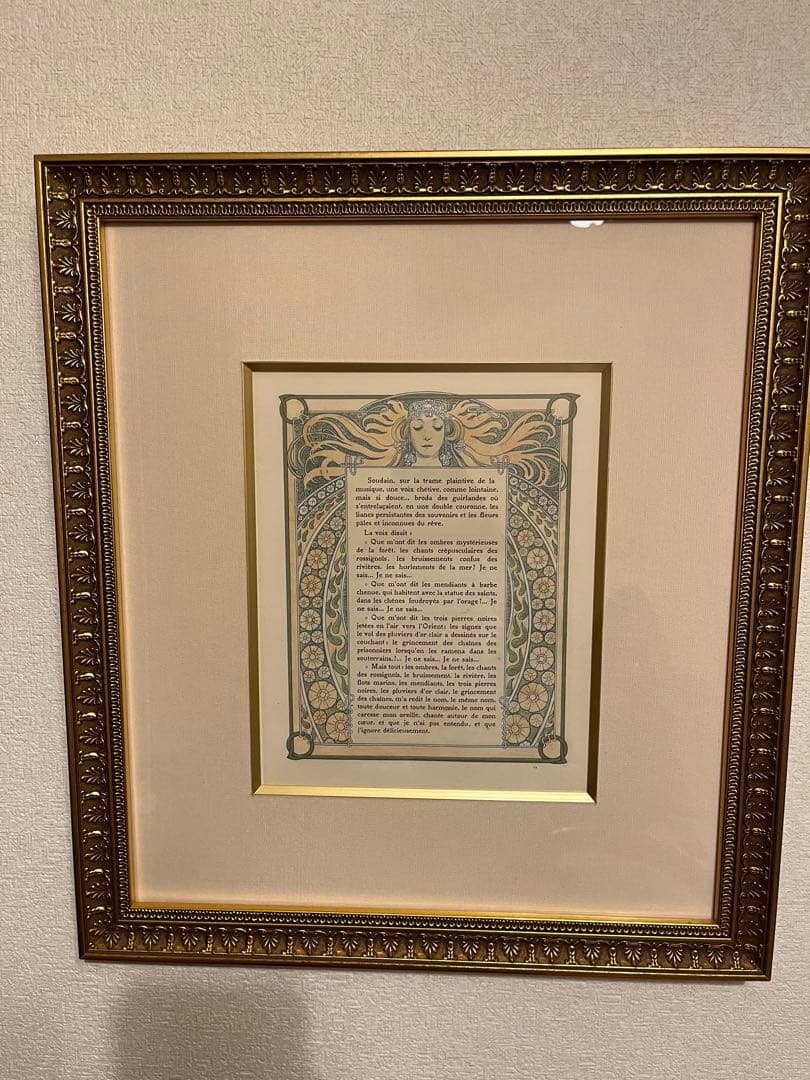 Soudain, sur la trame plaintive de la
musique, une voix chétive, comme lointaine,
mais si douce... broda des guirlandes où
s'entrelaçaient, en une double couronne, les
lianes persistantes des souvenirs et les fleurs
pâles et inconnues du rêve.
La voix disait :
« Que m'ont dit les ombres mystérieuses
de la forêt, les chants crépusculaires des
rossignols, les bruissements confus des
rivières, les hurlements de la mer? Je ne
sais... Je ne sais...
« Que m'ont dit les mendiants à barbe
chenue, qui habitent avec la statue des saints,
dans les chênes foudroyés par l'orage?... Je
ne sais... Je ne sais...
« Que m'ont dit les trois pierres noires
jetées en l'air vers l'Orient; les signes que
le vol des pluviers d'or clair a dessinés sur le
couchant; le grincement des chaînes des
prisonniers lorsqu'on les ramena dans les
souterrains,?... Je ne sais... Je ne sais...
« Mais tout: les ombres, la forêt, les chants
des rossignols, le bruissement, la rivière, les
flots marins, les mendiants, les trois pierres
noires, les pluviers d'or clair, le grincement
des chaînes, m'a redit le nom, le même nom,
toute douceur et toute harmonie, le nom qui
caresse mon oreille, chante autour de mon
cœur, et que je n'ai pas entendu, et que
j'ignore délicieusement.